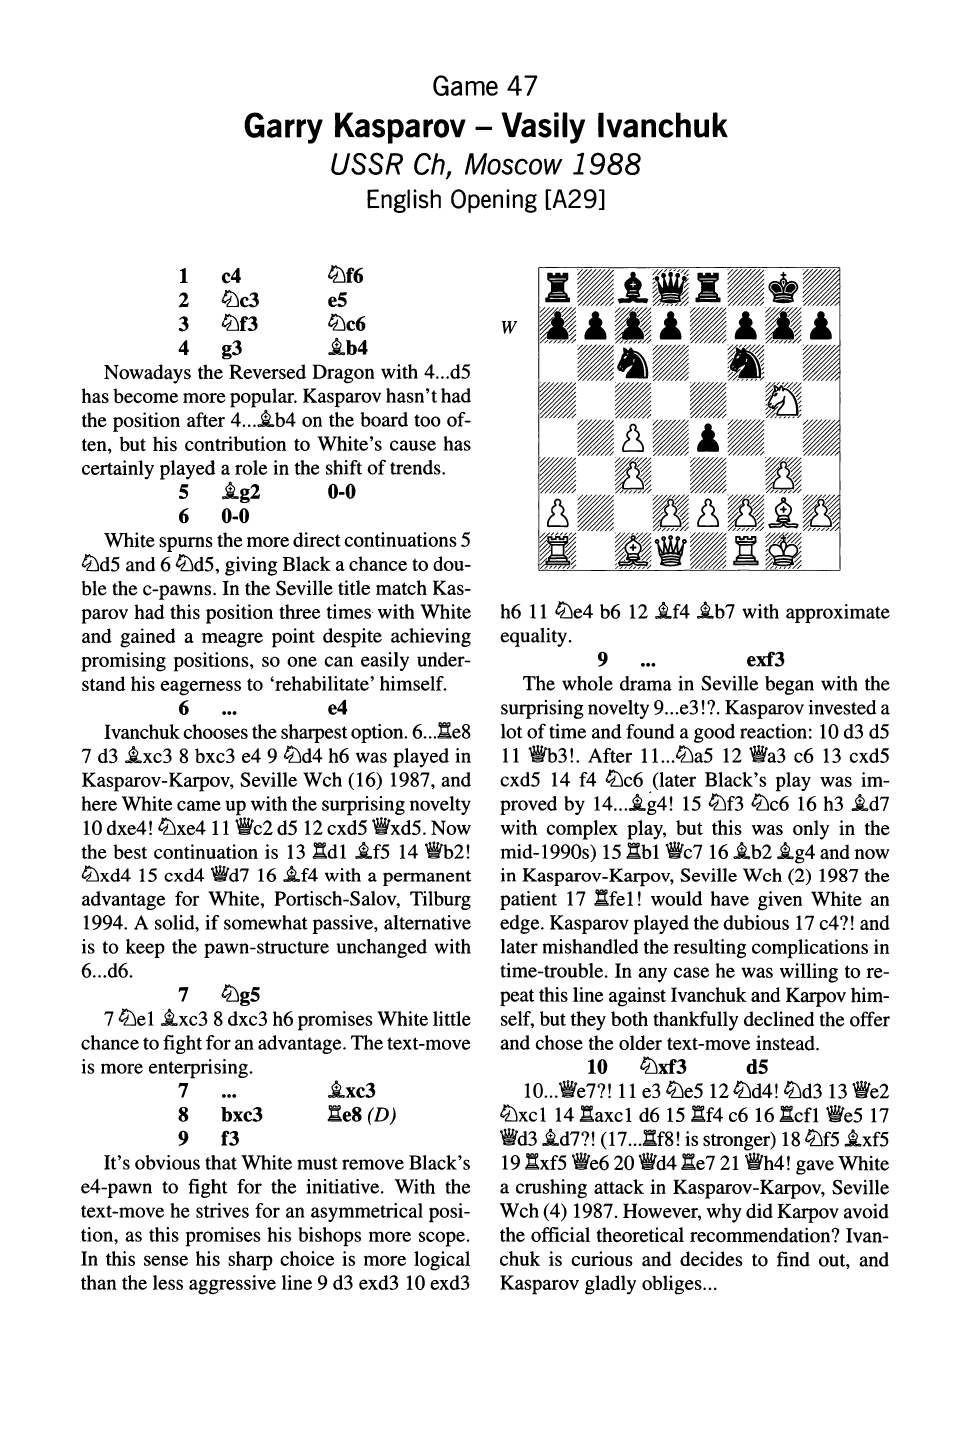 Game 47
Garry Kasparov – Vasily Ivanchuk
USSR Ch, Moscow 1988
English Opening [A29]
1 c4 ♘f6
2 ♘c3 e5
3 ♘f3 ♘c6
4 g3 ♗b4
Nowadays the Reversed Dragon with 4...d5
has become more popular. Kasparov hasn't had
the position after 4...♗b4 on the board too of-
ten, but his contribution to White's cause has
certainly played a role in the shift of trends.
5 ♗g2 0-0
6 0-0
White spurns the more direct continuations 5
♘d5 and 6 ♘d5, giving Black a chance to dou-
ble the c-pawns. In the Seville title match Kas-
parov had this position three times with White
and gained a meagre point despite achieving
promising positions, so one can easily under-
stand his eagerness to 'rehabilitate' himself.
6 ... e4
Ivanchuk chooses the sharpest option. 6...♖e8
7 d3 ♗xc3 8 bxc3 e4 9 ♘d4 h6 was played in
Kasparov-Karpov, Seville Wch (16) 1987, and
here White came up with the surprising novelty
10 dxe4! ♘xe4 11 ♕c2 d5 12 cxd5 ♕xd5. Now
the best continuation is 13 ♖d1 ♗f5 14 ♕b2!
♘xd4 15 cxd4 ♕d7 16 ♗f4 with a permanent
advantage for White, Portisch-Salov, Tilburg
1994. A solid, if somewhat passive, alternative
is to keep the pawn-structure unchanged with
6...d6.
7 ♘g5
7 ♘e1 ♗xc3 8 dxc3 h6 promises White little
chance to fight for an advantage. The text-move
is more enterprising.
7 ... ♗xc3
8 bxc3 ♖e8 (D)
9 f3
It's obvious that White must remove Black's
e4-pawn to fight for the initiative. With the
text-move he strives for an asymmetrical posi-
tion, as this promises his bishops more scope.
In this sense his sharp choice is more logical
than the less aggressive line 9 d3 exd3 10 exd3
W
h6 11 ♘e4 b6 12 ♗f4 ♗b7 with approximate
equality.
9 ... exf3
The whole drama in Seville began with the
surprising novelty 9...e3!?. Kasparov invested a
lot of time and found a good reaction: 10 d3 d5
11 ♕b3!. After 11...♘a5 12 ♕a3 c6 13 cxd5
cxd5 14 f4 ♘c6 (later Black's play was im-
proved by 14...♗g4! 15 ♘f3 ♘c6 16 h3 ♗d7
with complex play, but this was only in the
mid-1990s) 15 ♖b1 ♕c7 16 ♗b2 ♗g4 and now
in Kasparov-Karpov, Seville Wch (2) 1987 the
patient 17 ♖fe1! would have given White an
edge. Kasparov played the dubious 17 c4?! and
later mishandled the resulting complications in
time-trouble. In any case he was willing to re-
peat this line against Ivanchuk and Karpov him-
self, but they both thankfully declined the offer
and chose the older text-move instead.
10 ♘xf3 d5
10...♕e7?! 11 e3 ♘e5 12 ♘d4! ♘d3 13 ♕e2
♘xc1 14 ♖axc1 d6 15 ♖f4 c6 16 ♖cf1 ♕e5 17
♕d3 ♗d7?! (17...♖f8! is stronger) 18 ♘f5 ♗xf5
19 ♖xf5 ♕e6 20 ♕d4 ♖e7 21 ♕h4! gave White
a crushing attack in Kasparov-Karpov, Seville
Wch (4) 1987. However, why did Karpov avoid
the official theoretical recommendation? Ivan-
chuk is curious and decides to find out, and
Kasparov gladly obliges...